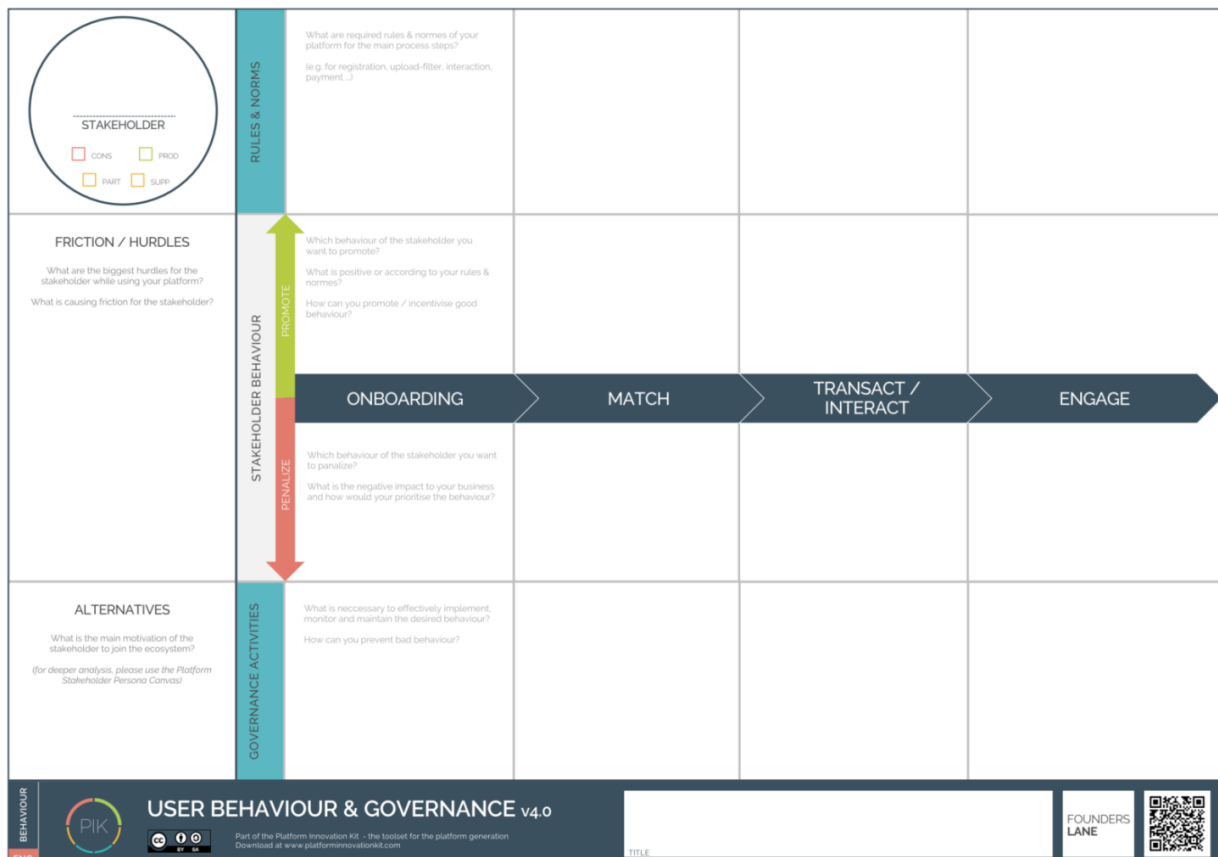 STAKEHOLDER
CONS
PROD
PART
SUPP
RULES & NORMS
What are required rules & normes of your
platform for the main process steps?
(e.g. for registration, upload-filter, interaction,
payment ...)
FRICTION / HURDLES
What are the biggest hurdles for the
stakeholder while using your platform?
What is causing friction for the stakeholder?
STAKEHOLDER BEHAVIOUR
PROMOTE
PENALIZE
Which behaviour of the stakeholder you
want to promote?
What is positive or according to your rules &
normes?
How can you promote / incentivise good
behaviour?
ONBOARDING
MATCH
TRANSACT /
INTERACT
ENGAGE
Which behaviour of the stakeholder you want
to panalize?
What is the negative impact to your business
and how would your prioritise the behaviour?
ALTERNATIVES
What is the main motivation of the
stakeholder to join the ecosystem?
(for deeper analysis, please use the Platform
Stakeholder Persona Canvas)
GOVERNANCE ACTIVITIES
What is neccessary to effectively implement,
monitor and maintain the desired behaviour?
How can you prevent bad behaviour?
BEHAVIOUR
PIK
USER BEHAVIOUR & GOVERNANCE v4.0
cc
BY SA
Part of the Platform Innovation Kit - the toolset for the platform generation
Download at www.platforminnovationkit.com
TITLE
FOUNDERS
LANE